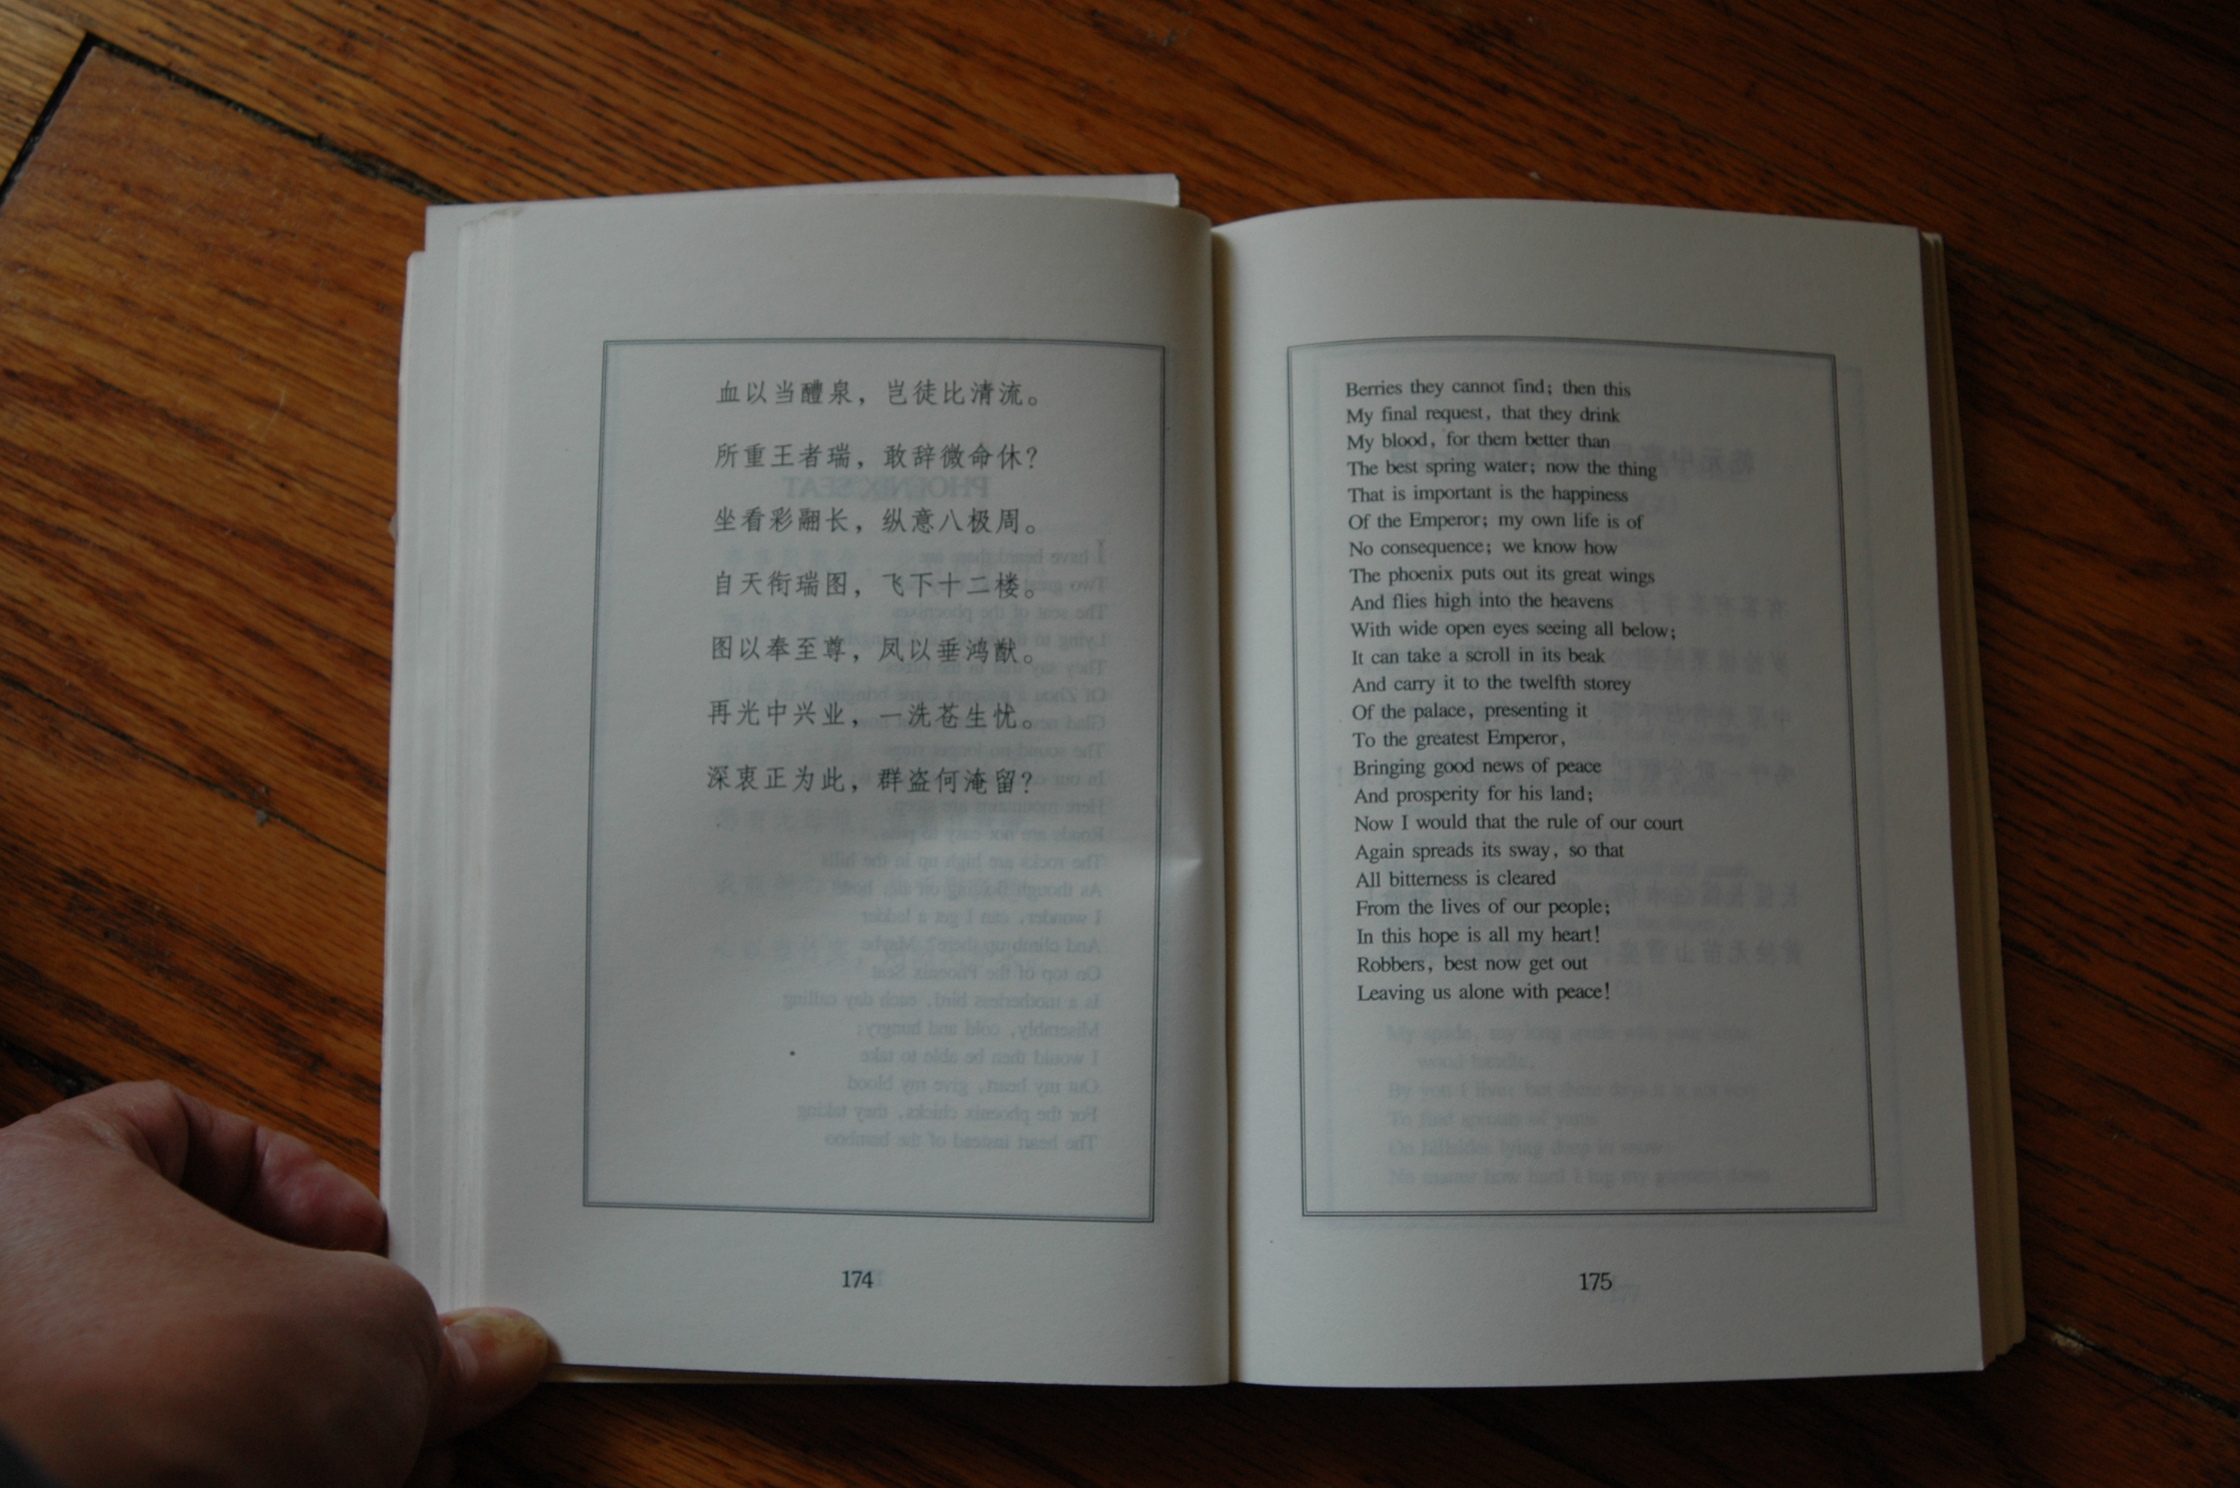 血以当醴泉，岂徒比清流。
所重王者瑞，敢辞微命休？
坐看彩翮长，纵意八极周。
自天衔瑞图，飞下十二楼。
图以奉至尊，凤以垂鸿猷。
再光中兴业，一洗苍生忧。
深衷正为此，群盗何淹留？
174
Berries they cannot find; then this
My final request, that they drink
My blood, for them better than
The best spring water; now the thing
That is important is the happiness
Of the Emperor; my own life is of
No consequence; we know how
The phoenix puts out its great wings
And flies high into the heavens
With wide open eyes seeing all below;
It can take a scroll in its beak
And carry it to the twelfth storey
Of the palace, presenting it
To the greatest Emperor,
Bringing good news of peace
And prosperity for his land;
Now I would that the rule of our court
Again spreads its sway, so that
All bitterness is cleared
From the lives of our people;
In this hope is all my heart!
Robbers, best now get out
Leaving us alone with peace!
175